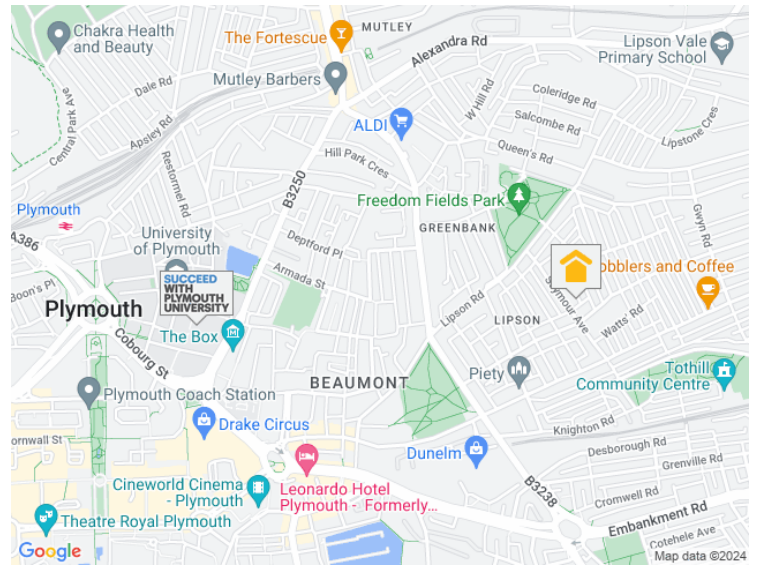 Chakra Health
and Beauty
The Fortescue
MUTLEY
Alexandra Rd
Lipson Vale
Primary School
Mutley Barbers
Dale Rd
W Hill Rd
Coleridge Rd
Central Park Ave
Apsley Rd
ALDI
Salcombe Rd
Lipstone Cres
Restormel Rd
Hill Park Cres
Queen's Rd
B3250
Freedom Fields Park
Plymouth
A386
University
of Plymouth
Deptford Pl
GREENBANK
Gwyn Rd
obblers and Coffee
Armada St
Boon's Pl
SUCCEED
WITH
PLYMOUTH
UNIVERSITY
Plymouth
The Box
Lipson Rd
LIPSON
Seymour Ave
Watts' Rd
Cobourg St
BEAUMONT
Piety
Tothill
Community Centre
Plymouth Coach Station
Drake Circus
Knighton Rd
ornwall St
Dunelm
Desborough Rd
Grenville Rd
Cineworld Cinema
- Plymouth
Leonardo Hotel
Plymouth - Formerly...
B3238
Cromwell Rd
Theatre Royal Plymouth
Embankment Rd
Cotehele Ave
Google
Map data ©2024